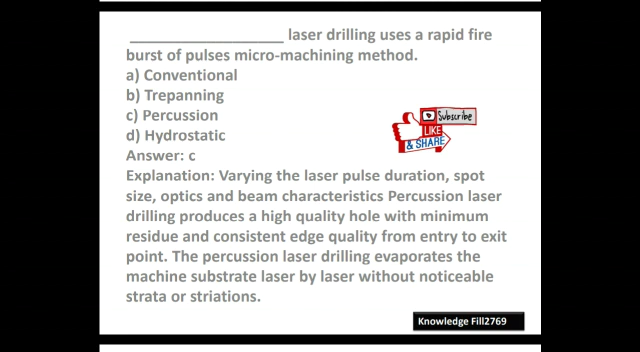 _________________ laser drilling uses a rapid fire
burst of pulses micro-machining method.
a) Conventional
b) Trepanning
c) Percussion
d) Hydrostatic
Answer: c
Explanation: Varying the laser pulse duration, spot
size, optics and beam characteristics Percussion laser
drilling produces a high quality hole with minimum
residue and consistent edge quality from entry to exit
point. The percussion laser drilling evaporates the
machine substrate laser by laser without noticeable
strata or striations.
Subscribe
LIKE
& SHARE
Knowledge Fill2769